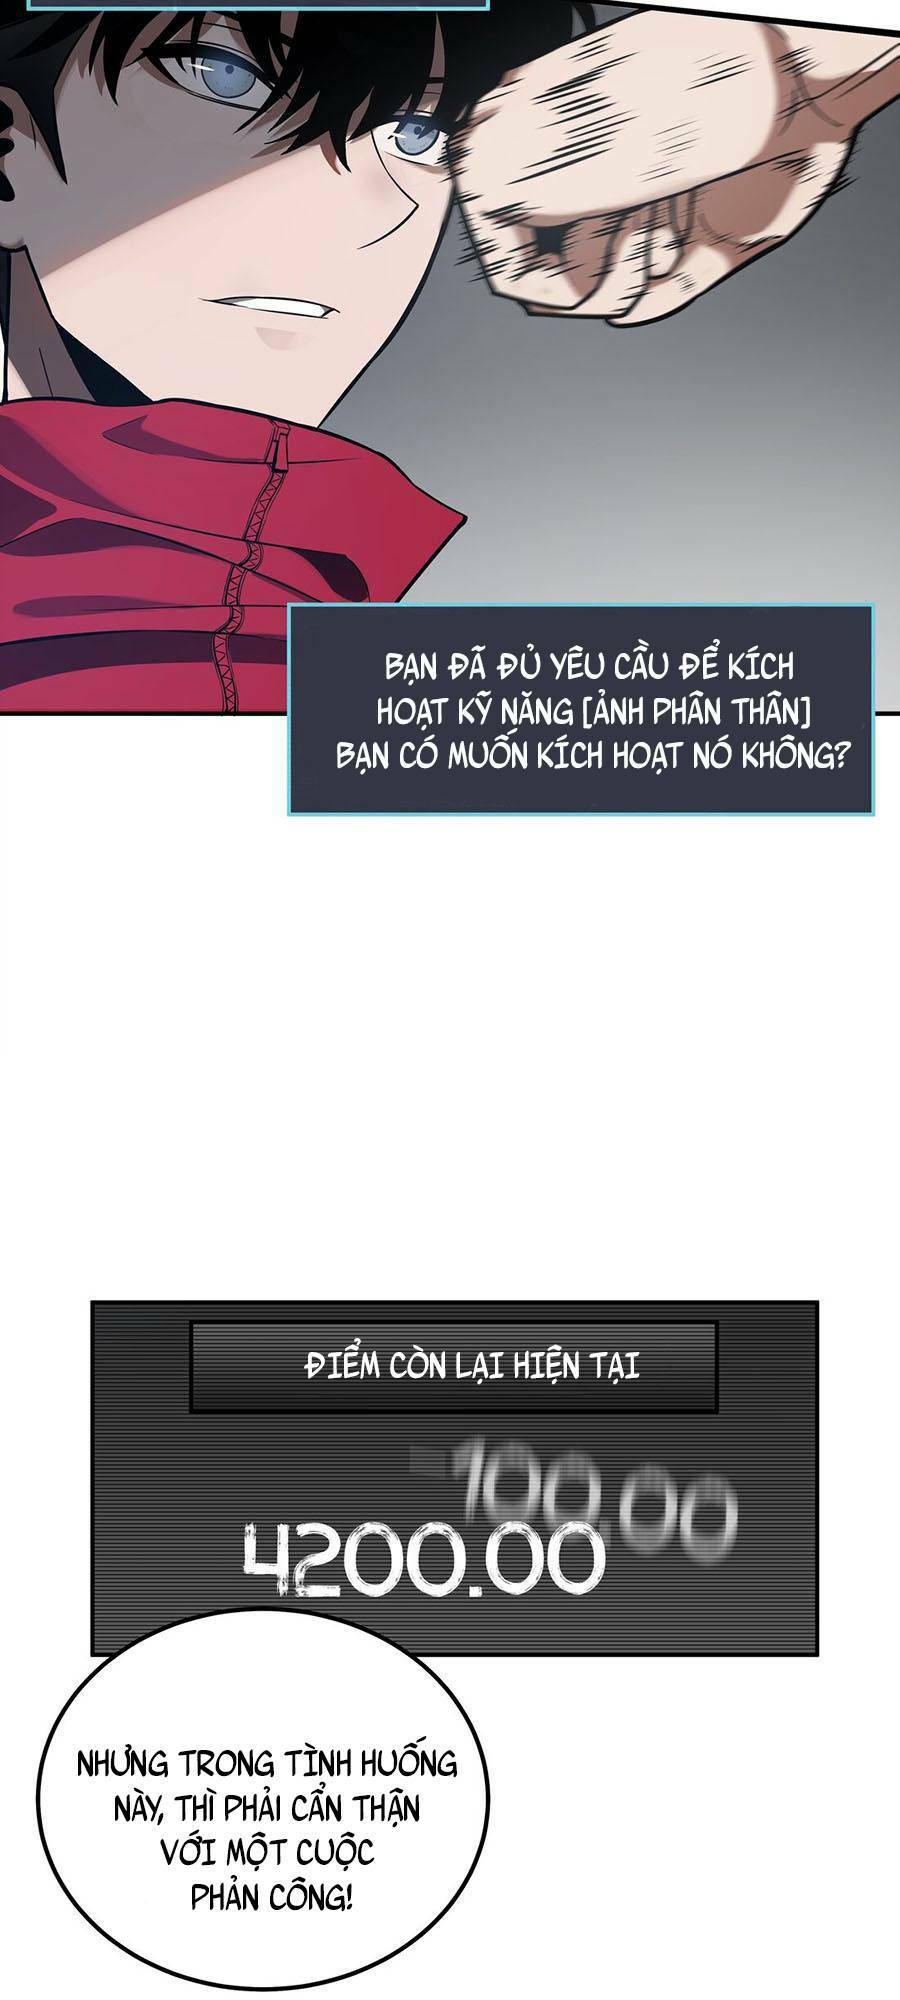 BẠN ĐÃ ĐỦ YÊU CẦU ĐỂ KÍCH
HOẠT KỸ NĂNG [ẢNH PHÂN THÂN]
BẠN CÓ MUỐN KÍCH HOẠT NÓ KHÔNG?
ĐIỂM CÒN LẠI HIỆN TẠI
100,00
4200.00
NHƯNG TRONG TÌNH HUỐNG
NÀY, THÌ PHẢI CẨN THẬN
VỚI MỘT CUỘC
PHẢN CÔNG!